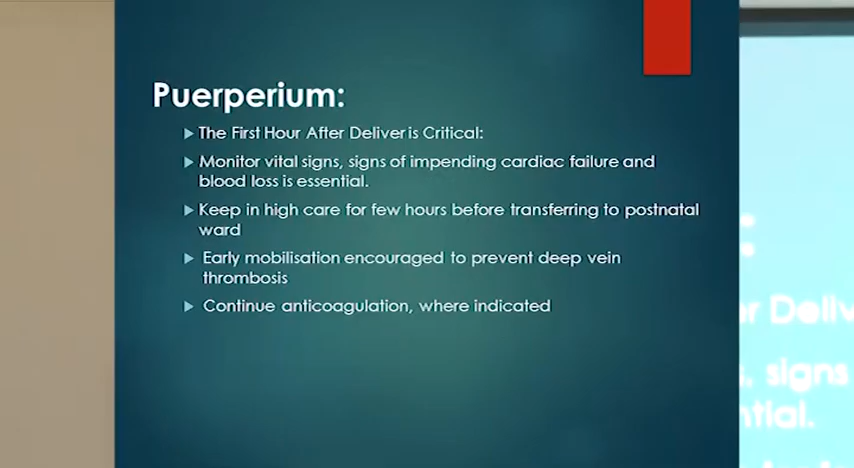 Puerperium:
The First Hour After Deliver is Critical:
Monitor vital signs, signs of impending cardiac failure and
blood loss is essential.
Keep in high care for few hours before transferring to postnatal
ward
Early mobilisation encouraged to prevent deep vein
thrombosis
Continue anticoagulation, where indicated
signs